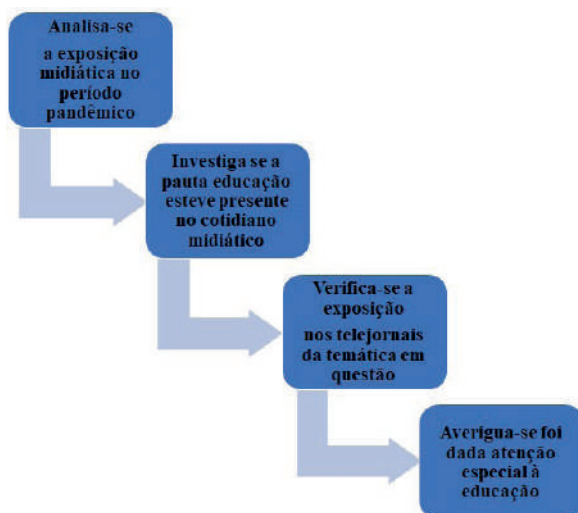 Analisa-se
a exposição
midiática no
período
pandêmico
Investiga se a
pauta educação
esteve presente
no cotidiano
midiático
Verifica-se a
exposição
nos telejornais
da temática em
questão
Averigua-se foi
dada atenção
especial à
educação